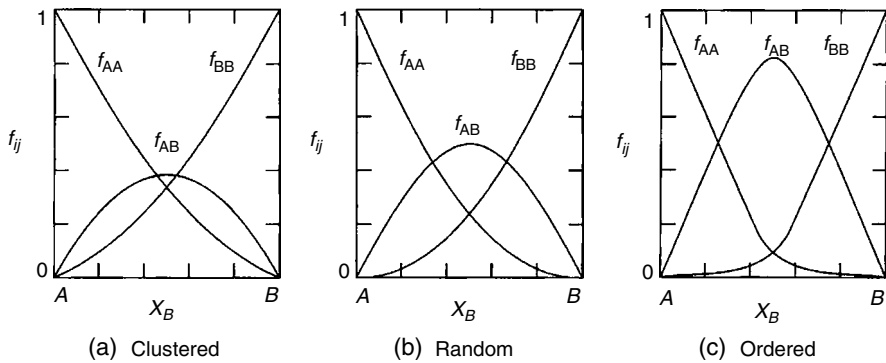 1
f_AA
f_BB
f_AB
f_ij
0
A
X_B
B
(a) Clustered
1
f_AA
f_BB
f_AB
f_ij
0
A
X_B
B
(b) Random
1
f_AA
f_AB
f_BB
f_ij
0
A
X_B
B
(c) Ordered